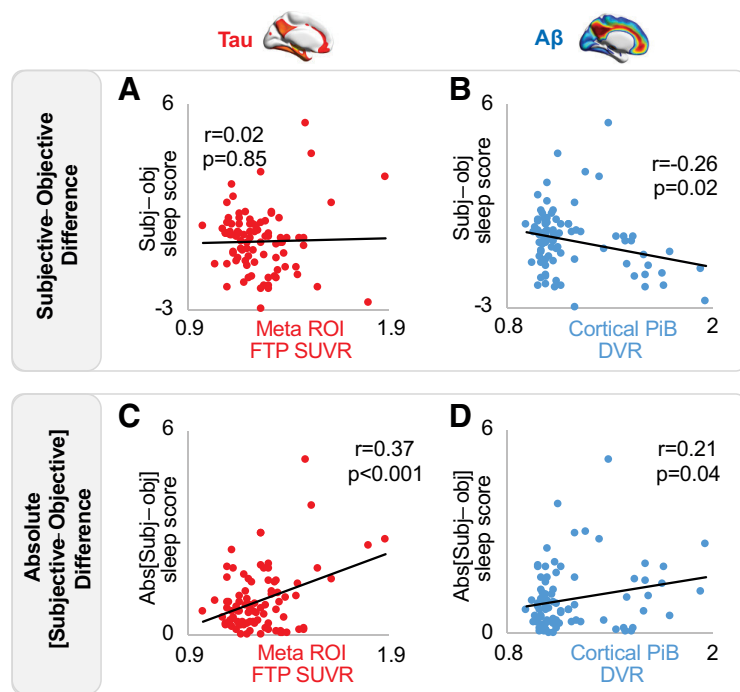 Tau
Aβ
Subjective-Objective
Difference
A
6
Subj–obj
sleep score
-3
r=0.02
p=0.85
0.9
1.9
Meta ROI
FTP SUVR
B
6
Subj–obj
sleep score
-3
r=-0.26
p=0.02
0.8
2
Cortical PiB
DVR
Absolute
[Subjective-Objective]
Difference
C
6
Abs[Subj–obj]
sleep score
0
r=0.37
p<0.001
0.9
1.9
Meta ROI
FTP SUVR
D
6
Abs[Subj–obj]
sleep score
0
r=0.21
p=0.04
0.8
2
Cortical PiB
DVR